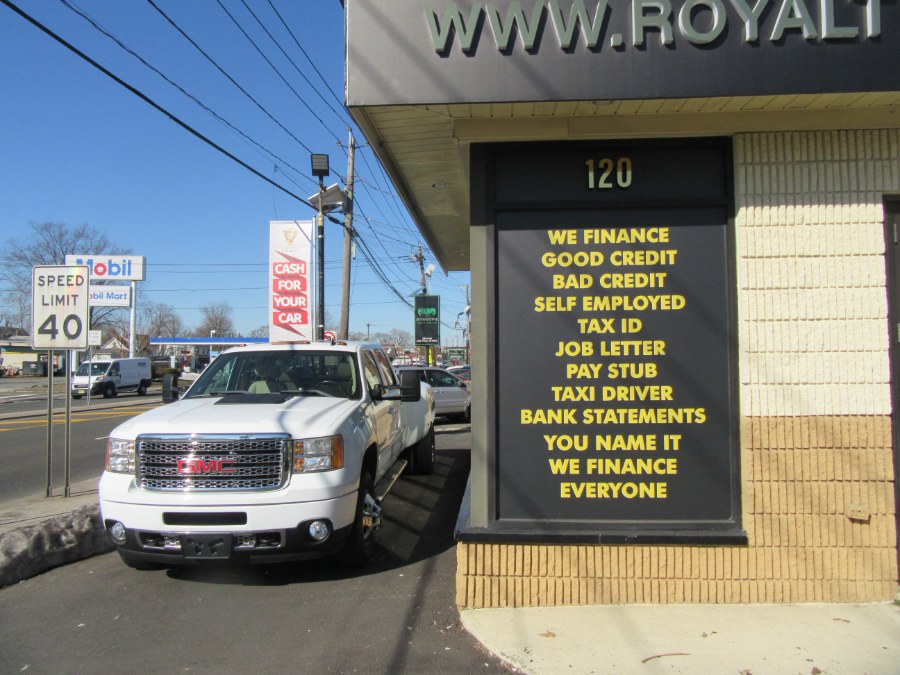 WWW.ROYALT
120
WE FINANCE
GOOD CREDIT
BAD CREDIT
SELF EMPLOYED
TAX ID
JOB LETTER
PAY STUB
TAXI DRIVER
BANK STATEMENTS
YOU NAME IT
WE FINANCE
EVERYONE
SPEED
LIMIT
40
Mobil
Mobil Mart
CASH
FOR
YOUR
CAR
GMC